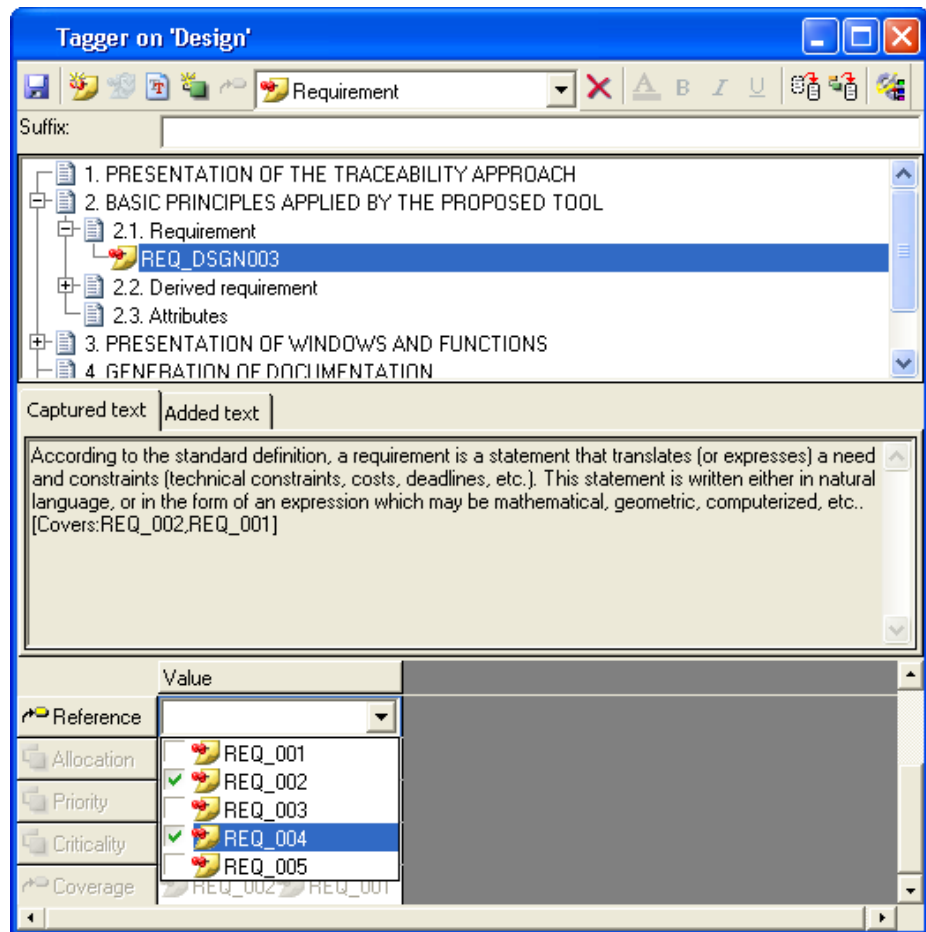 Tagger on 'Design'
Requirement
A B I U
Suffix:
1. PRESENTATION OF THE TRACEABILITY APPROACH
2. BASIC PRINCIPLES APPLIED BY THE PROPOSED TOOL
2.1. Requirement
REQ_DSGN003
2.2. Derived requirement
2.3. Attributes
3. PRESENTATION OF WINDOWS AND FUNCTIONS
4. GENERATION OF DOCUMENTATION
Captured text Added text
According to the standard definition, a requirement is a statement that translates (or expresses) a need
and constraints (technical constraints, costs, deadlines, etc.). This statement is written either in natural
language, or in the form of an expression which may be mathematical, geometric, computerized, etc..
[Covers:REQ_002,REQ_001]
Value
Reference
REQ_001
Allocation
REQ_002
Priority
REQ_003
Criticality
REQ_004
REQ_005
Coverage REQ_002 REQ_001